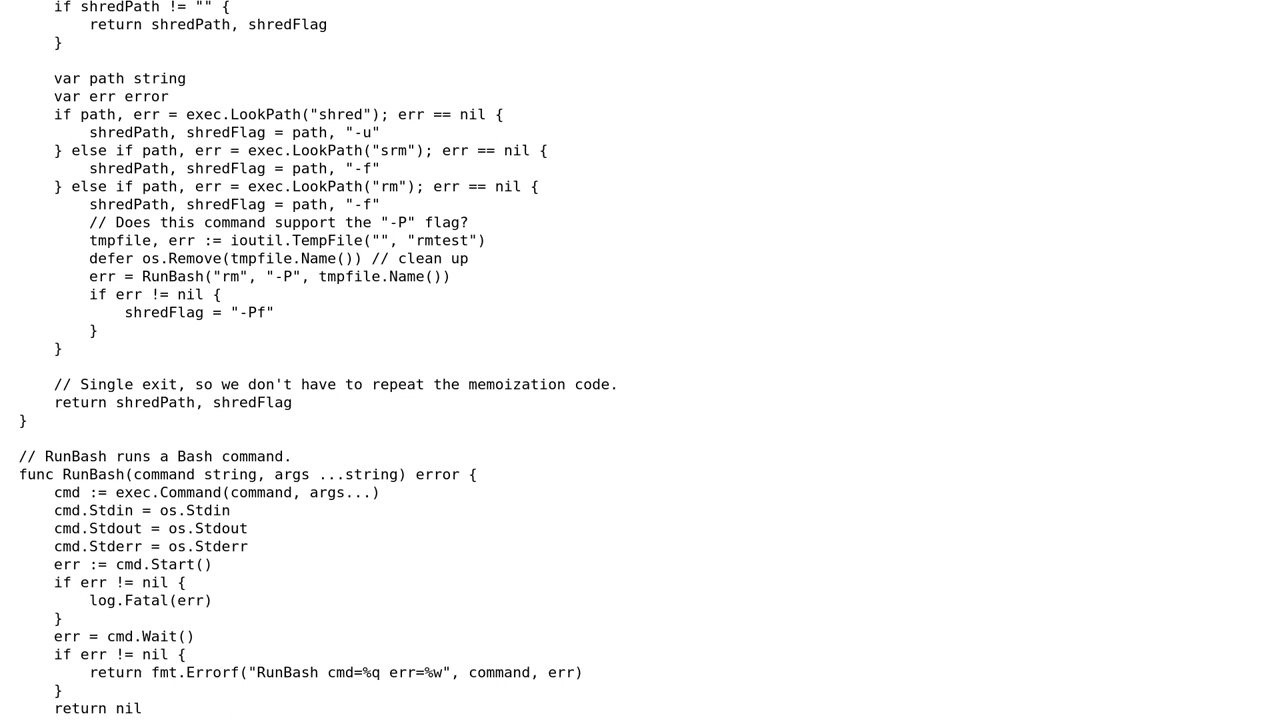 if shredPath != "" {
        return shredPath, shredFlag
    }

    var path string
    var err error
    if path, err = exec.LookPath("shred"); err == nil {
        shredPath, shredFlag = path, "-u"
    } else if path, err = exec.LookPath("srm"); err == nil {
        shredPath, shredFlag = path, "-f"
    } else if path, err = exec.LookPath("rm"); err == nil {
        shredPath, shredFlag = path, "-f"
        // Does this command support the "-P" flag?
        tmpfile, err := ioutil.TempFile("", "rmtest")
        defer os.Remove(tmpfile.Name()) // clean up
        err = RunBash("rm", "-P", tmpfile.Name())
        if err != nil {
            shredFlag = "-Pf"
        }
    }

    // Single exit, so we don't have to repeat the memoization code.
    return shredPath, shredFlag
}

// RunBash runs a Bash command.
func RunBash(command string, args ...string) error {
    cmd := exec.Command(command, args...)
    cmd.Stdin = os.Stdin
    cmd.Stdout = os.Stdout
    cmd.Stderr = os.Stderr
    err := cmd.Start()
    if err != nil {
        log.Fatal(err)
    }
    err = cmd.Wait()
    if err != nil {
        return fmt.Errorf("RunBash cmd=%q err=%w", command, err)
    }
    return nil